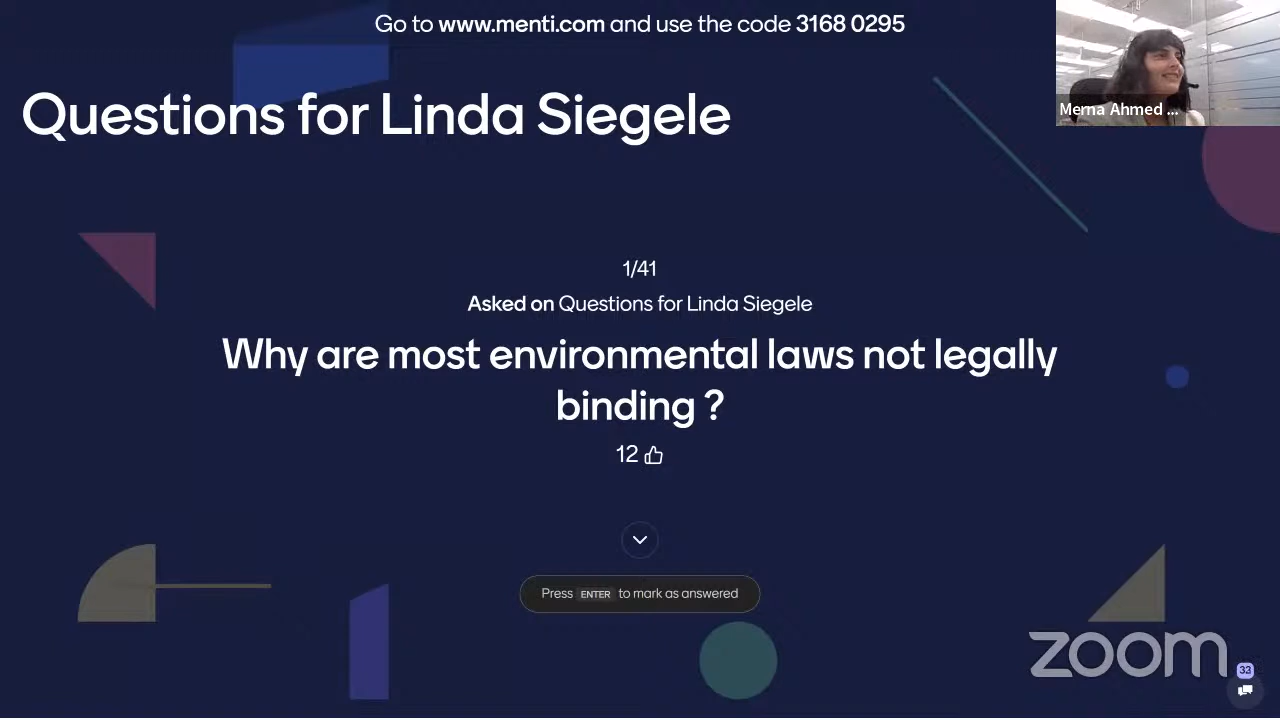 Go to www.menti.com and use the code 3168 0295
Merna Ahmed ...
Questions for Linda Siegele
1/41
Asked on Questions for Linda Siegele
Why are most environmental laws not legally
binding ?
12
Press ENTER to mark as answered
zoom
33